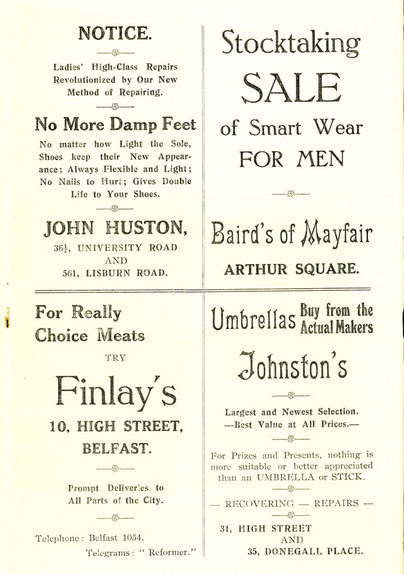 NOTICE.
Ladies' High-Class Repairs
Revolutionized by Our New
Method of Repairing.
No More Damp Feet
No matter how Light the Sole,
Shoes keep their New Appear-
ance; Always Flexible and Light;
No Nails to Hurt; Gives Double
Life to Your Shoes.
JOHN HUSTON,
36½, UNIVERSITY ROAD
AND
561, LISBURN ROAD.
Stocktaking
SALE
of Smart Wear
FOR MEN
Baird's of Mayfair
ARTHUR SQUARE.
For Really
Choice Meats
TRY
Finlay's
10, HIGH STREET,
BELFAST.
Prompt Deliveries to
All Parts of the City.
Telephone: Belfast 1054.
Telegrams: "Reformer."
Umbrellas Buy from the
Actual Makers
Johnston's
Largest and Newest Selection.
—Best Value at All Prices.—
For Prizes and Presents, nothing is
more suitable or better appreciated
than an UMBRELLA or STICK.
— RECOVERING — REPAIRS —
31, HIGH STREET
AND
35, DONEGALL PLACE.